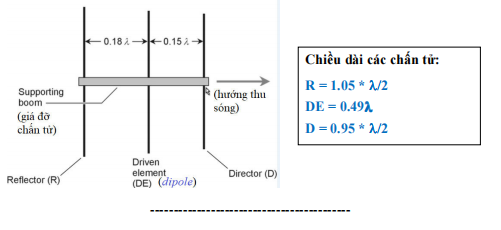 0.18 λ
0.15 λ
Supporting
boom
(giá đỡ
chấn tử)
(hướng thu
sóng)
Reflector (R)
Driven
element
(DE) (dipole)
Director (D)
Chiều dài các chấn tử:
R = 1.05 * λ/2
DE = 0.49λ
D = 0.95 * λ/2